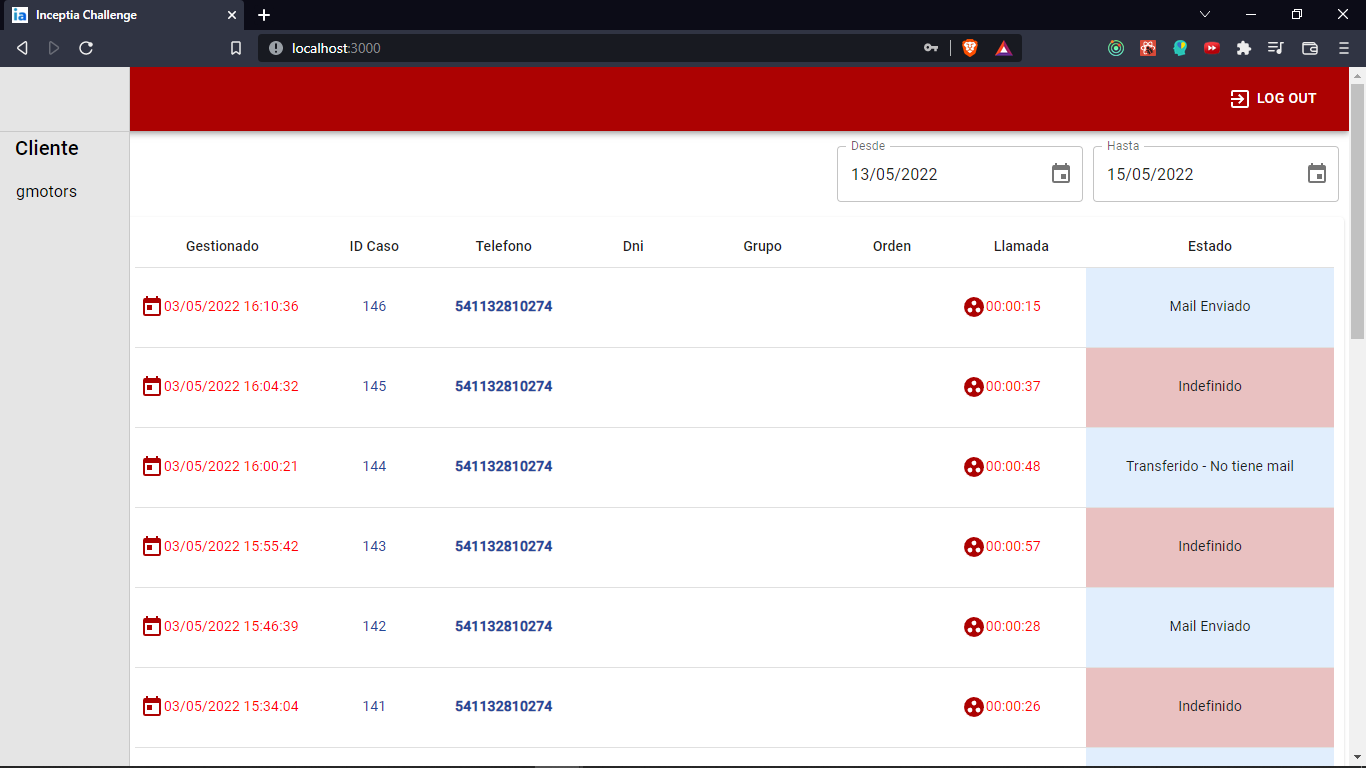 Inceptia Challenge
localhost:3000
LOG OUT
Cliente
gmotors
Desde
13/05/2022
Hasta
15/05/2022
Gestionado ID Caso Telefono Dni Grupo Orden Llamada Estado
03/05/2022 16:10:36 146 541132810274 00:00:15 Mail Enviado
03/05/2022 16:04:32 145 541132810274 00:00:37 Indefinido
03/05/2022 16:00:21 144 541132810274 00:00:48 Transferido - No tiene mail
03/05/2022 15:55:42 143 541132810274 00:00:57 Indefinido
03/05/2022 15:46:39 142 541132810274 00:00:28 Mail Enviado
03/05/2022 15:34:04 141 541132810274 00:00:26 Indefinido